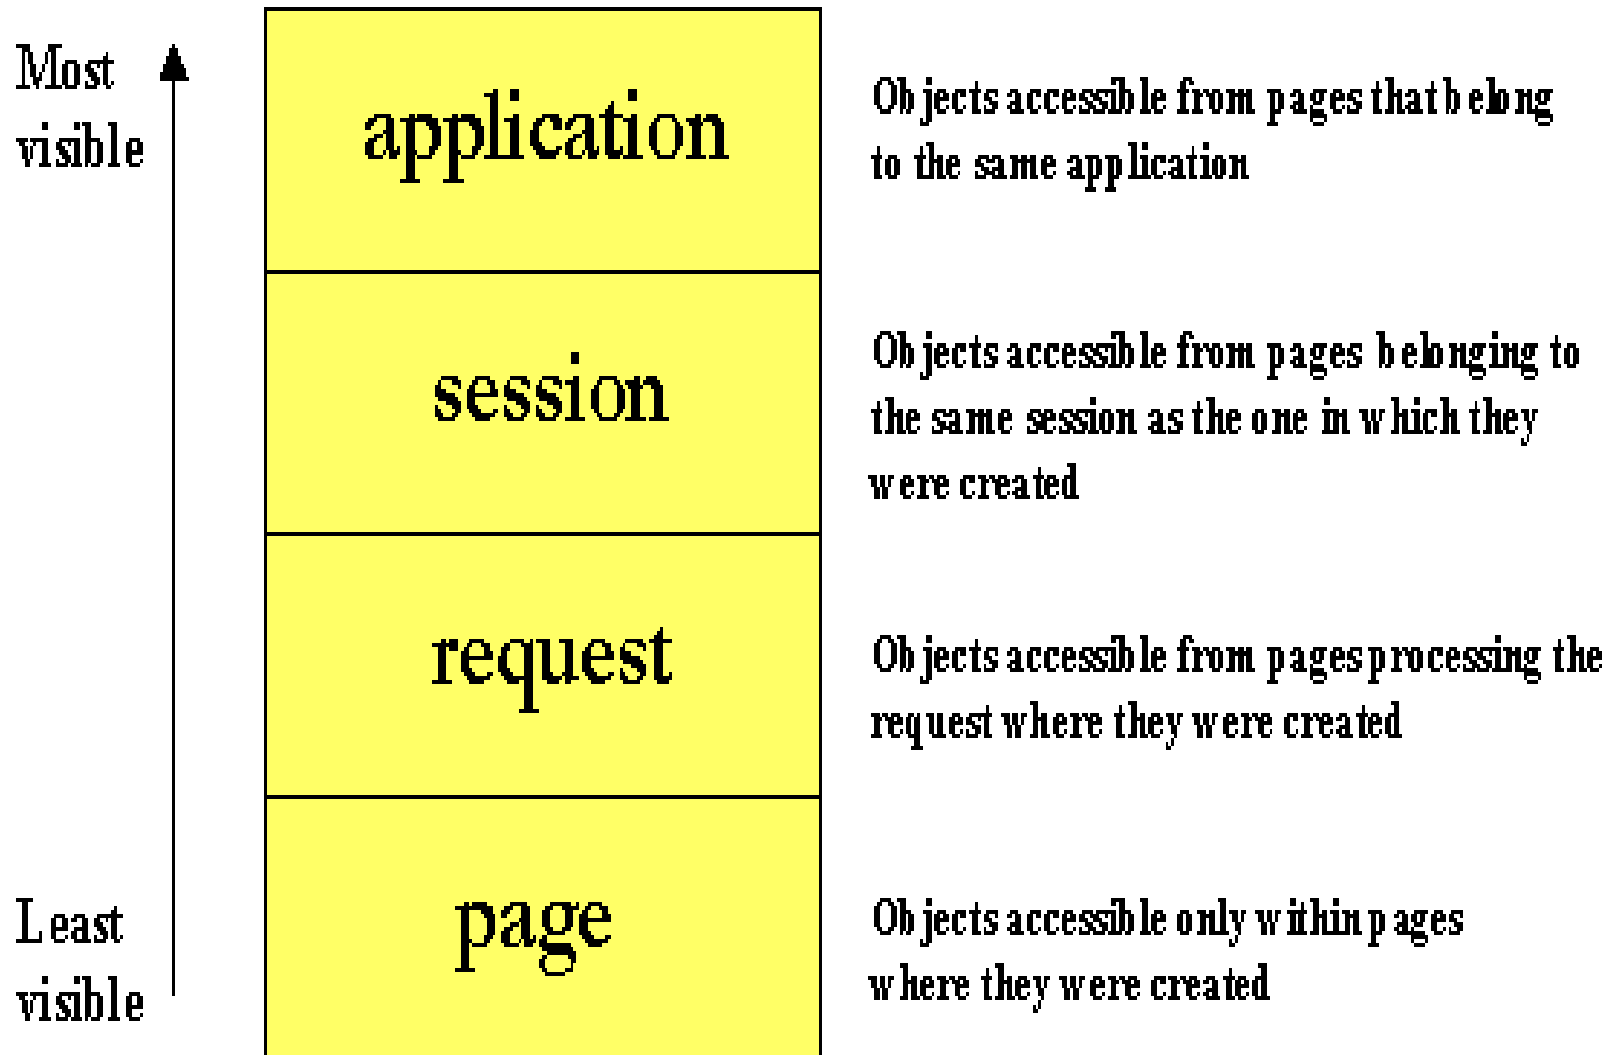 Most
visible
application
Objects accessible from pages that belong
to the same application
session
Objects accessible from pages belonging to
the same session as the one in which they
were created
request
Objects accessible from pages processing the
request where they were created
Least
visible
page
Objects accessible only within pages
where they were created